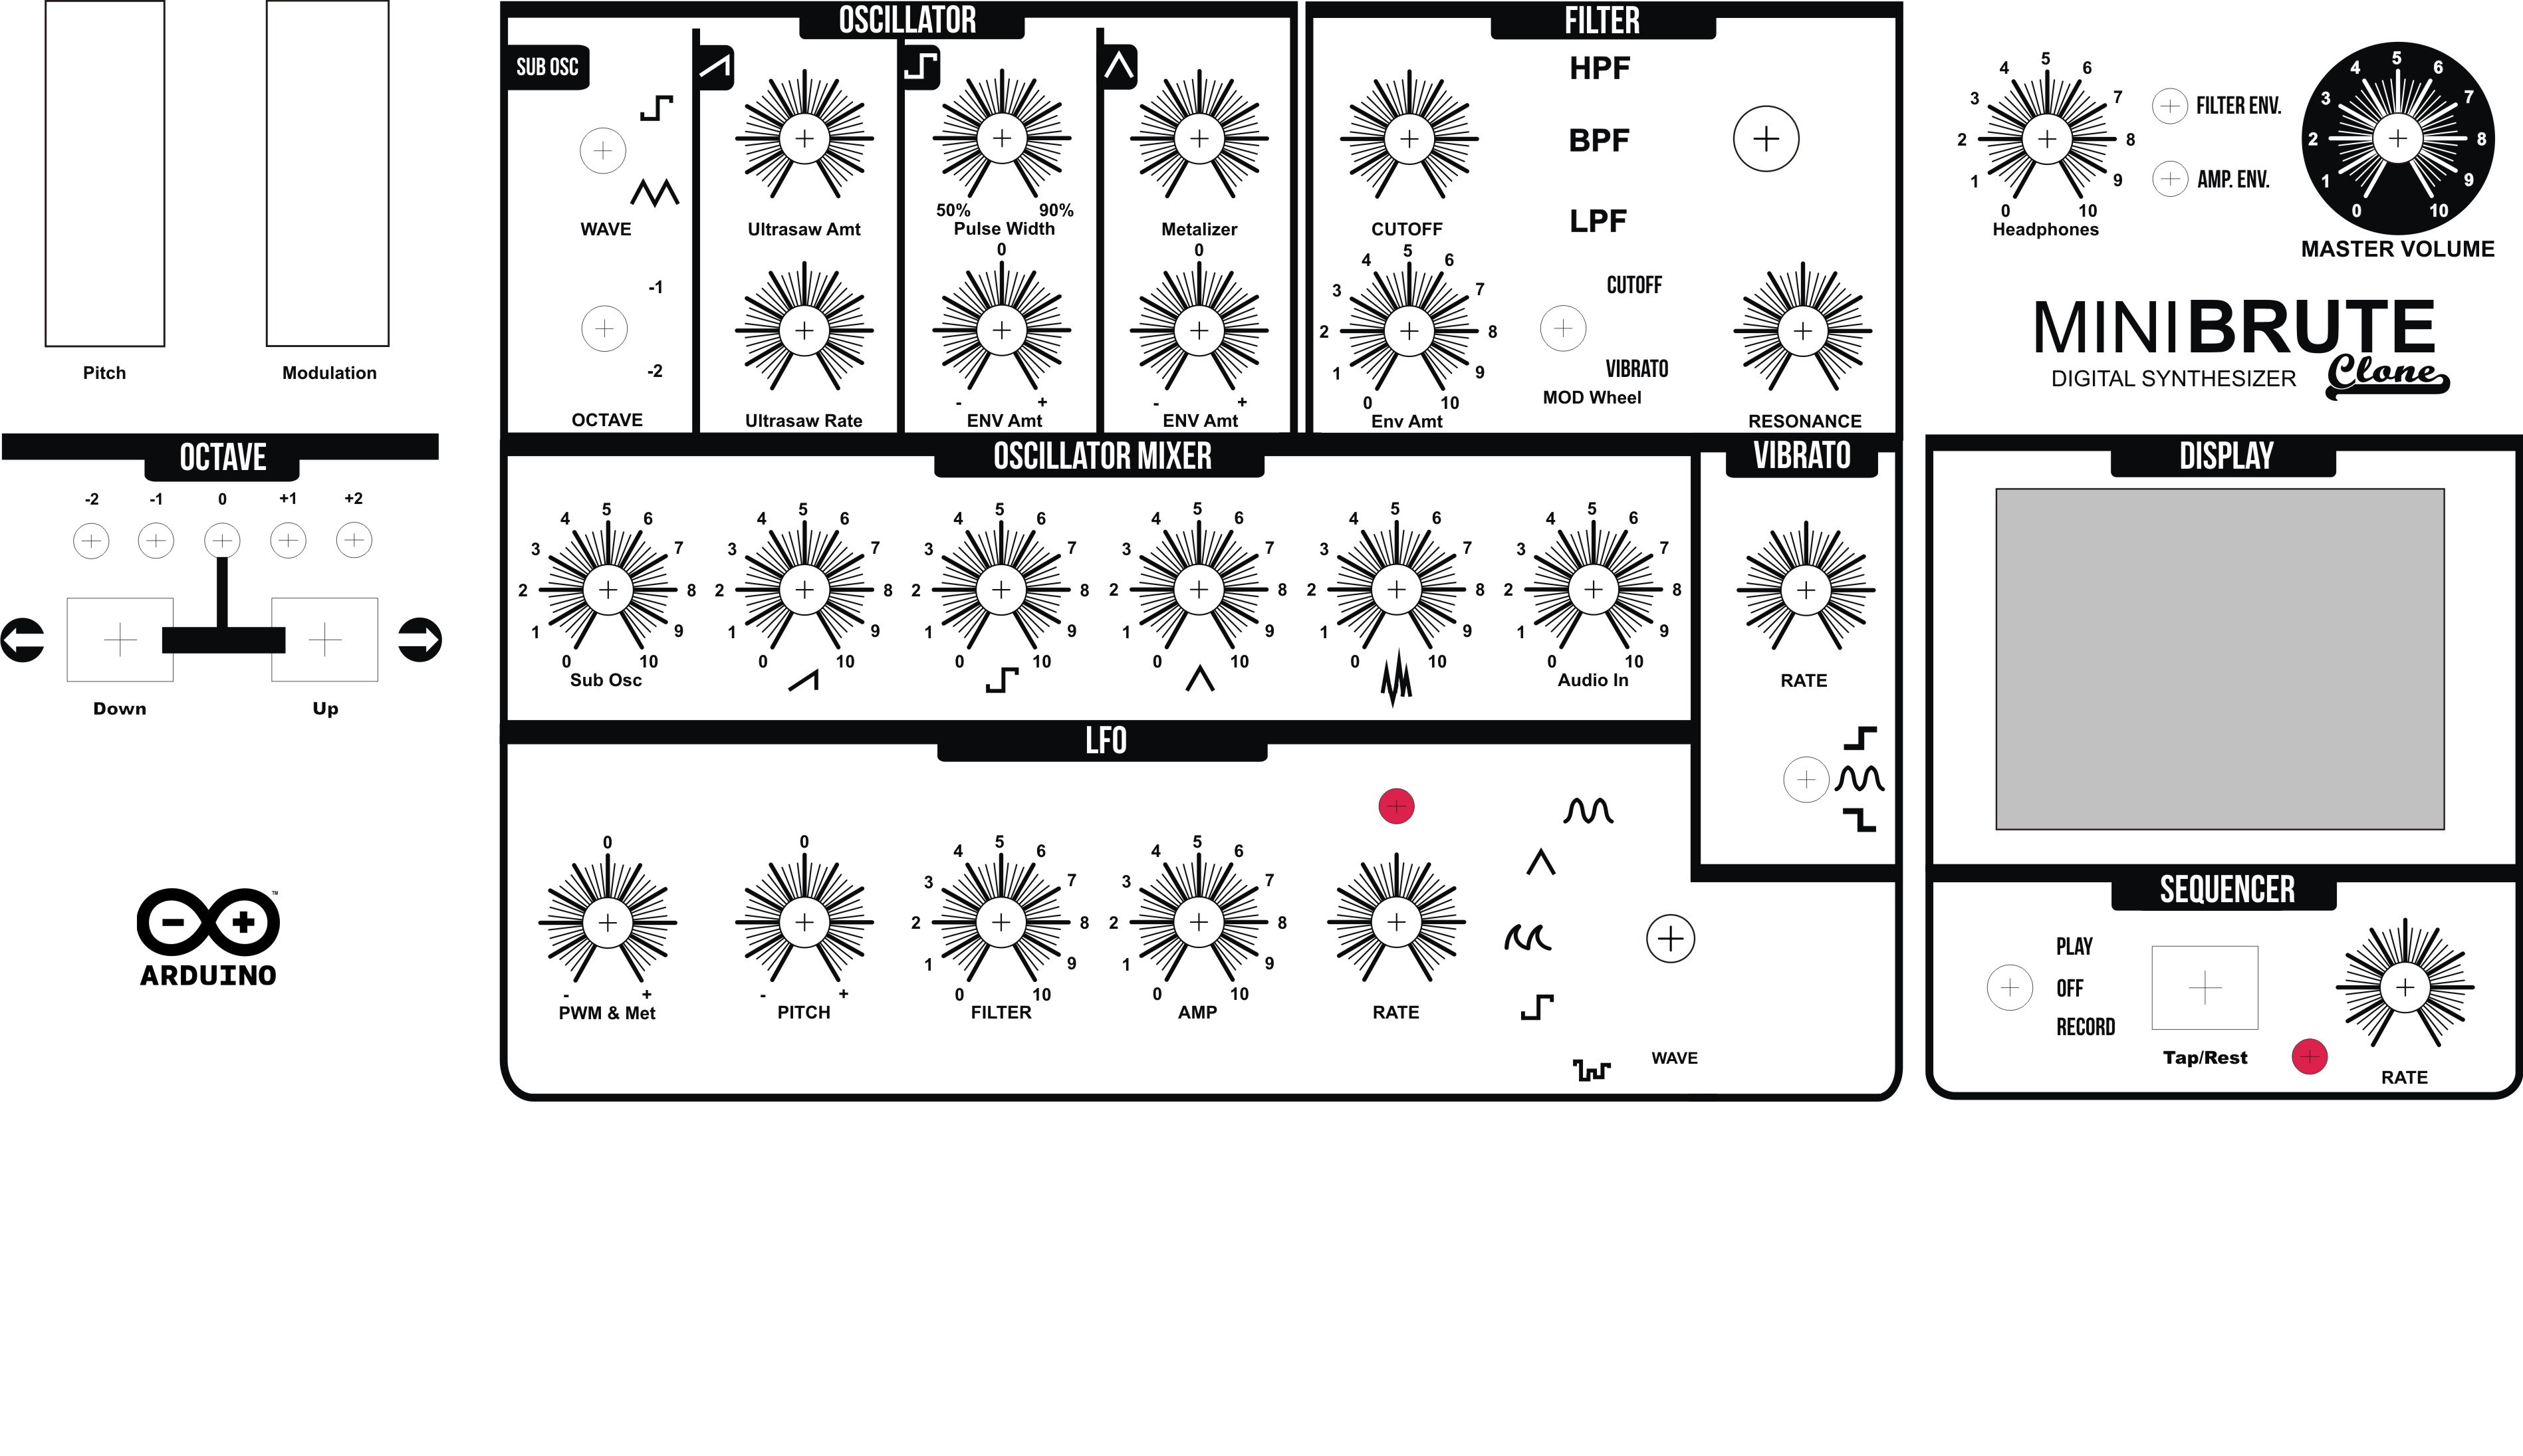 Pitch
Modulation
OCTAVE
-2 -1 0 +1 +2
Down
Up
ARDUINO
TM
OSCILLATOR
SUB OSC
WAVE
-1
-2
OCTAVE
Ultrasaw Amt
Ultrasaw Rate
50% 90%
Pulse Width
0
- +
ENV Amt
Metalizer
0
- +
ENV Amt
FILTER
CUTOFF
HPF
BPF
LPF
0 1 2 3 4 5 6 7 8 9 10
Env Amt
CUTOFF
VIBRATO
MOD Wheel
RESONANCE
OSCILLATOR MIXER
0 1 2 3 4 5 6 7 8 9 10
Sub Osc
0 1 2 3 4 5 6 7 8 9 10
0 1 2 3 4 5 6 7 8 9 10
0 1 2 3 4 5 6 7 8 9 10
0 1 2 3 4 5 6 7 8 9 10
0 1 2 3 4 5 6 7 8 9 10
Audio In
VIBRATO
RATE
LFO
0
- +
PWM & Met
0
- +
PITCH
0 1 2 3 4 5 6 7 8 9 10
FILTER
0 1 2 3 4 5 6 7 8 9 10
AMP
RATE
WAVE
0 1 2 3 4 5 6 7 8 9 10
Headphones
FILTER ENV.
AMP. ENV.
0 1 2 3 4 5 6 7 8 9 10
MASTER VOLUME
MINIBRUTE
DIGITAL SYNTHESIZER Clone
DISPLAY
SEQUENCER
PLAY
OFF
RECORD
Tap/Rest
RATE